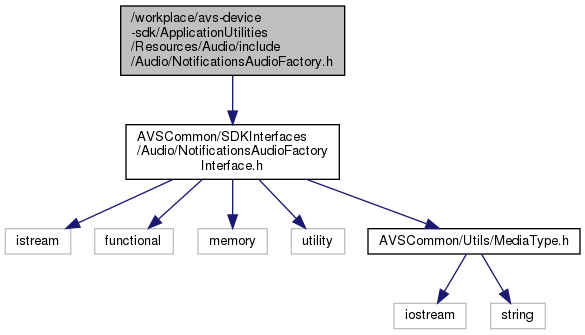 /workplace/avs-device
-sdk/ApplicationUtilities
/Resources/Audio/include
/Audio/NotificationsAudioFactory.h
AVSCommon/SDKInterfaces
/Audio/NotificationsAudioFactory
Interface.h
istream
functional
memory
utility
AVSCommon/Utils/MediaType.h
iostream
string